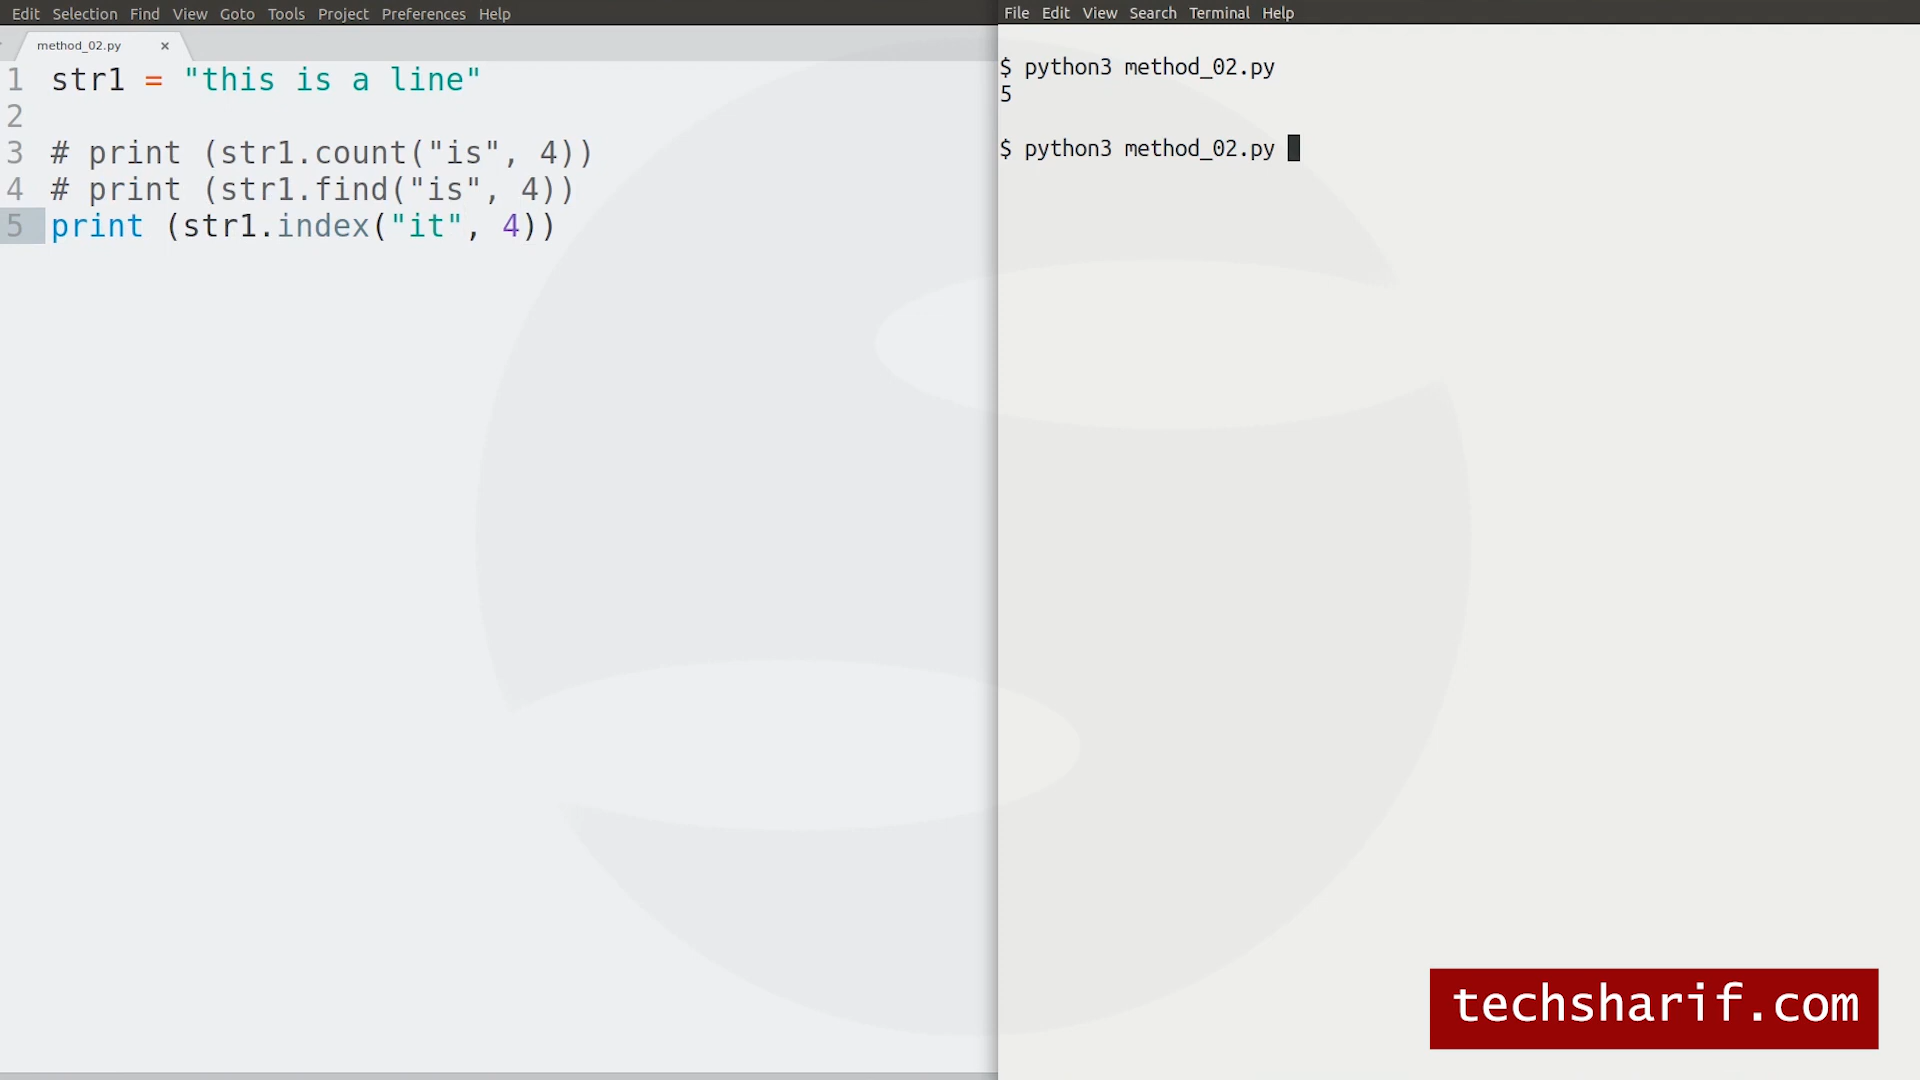 Edit Selection Find View Goto Tools Project Preferences Help
method_02.py ×
1 str1 = "this is a line"
2
3 # print (str1.count("is", 4))
4 # print (str1.find("is", 4))
5 print (str1.index("it", 4))
File Edit View Search Terminal Help
$ python3 method_02.py
5
$ python3 method_02.py
techsharif.com